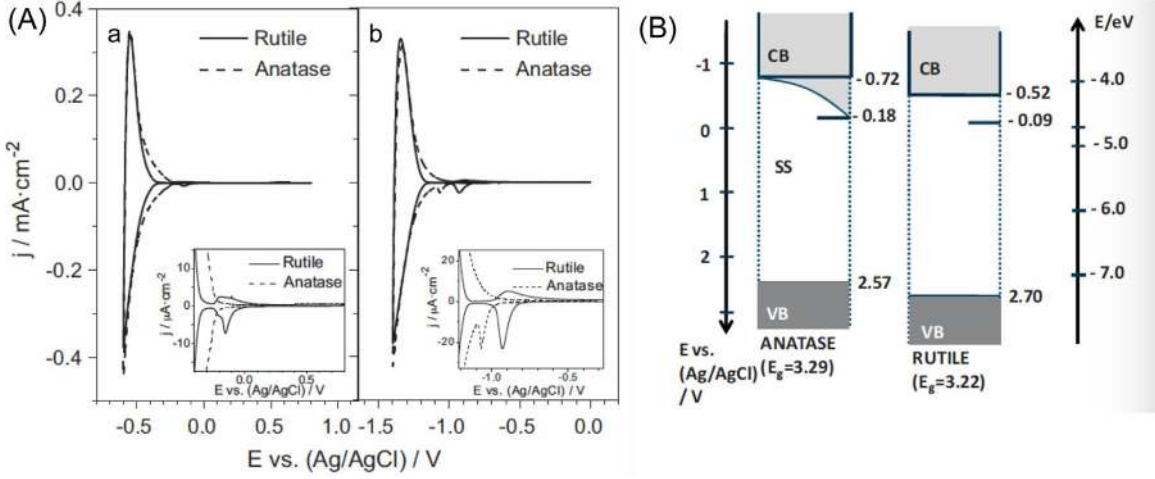 (A)
a
Rutile
Anatase
b
Rutile
Anatase
j / mA·cm-2
0.4
0.2
0.0
-0.2
-0.4
Rutile
Anatase
j / μA·cm-2
10
0
-10
0.0
0.5
E vs. (Ag/AgCl) / V
Rutile
Anatase
j / μA·cm-2
20
0
-20
-1.0
-0.5
E vs. (Ag/AgCl) / V
-0.5
0.0
0.5
-1.5
-1.0
-0.5
0.0
E vs. (Ag/AgCl) / V
(B)
-1
0
1
2
E vs.
(Ag/AgCl)
/ V
CB
- 0.72
- 0.18
SS
2.57
VB
ANATASE
(Eg=3.29)
CB
- 0.52
- 0.09
2.70
VB
RUTILE
(Eg=3.22)
E/eV
- 4.0
- 5.0
- 6.0
- 7.0